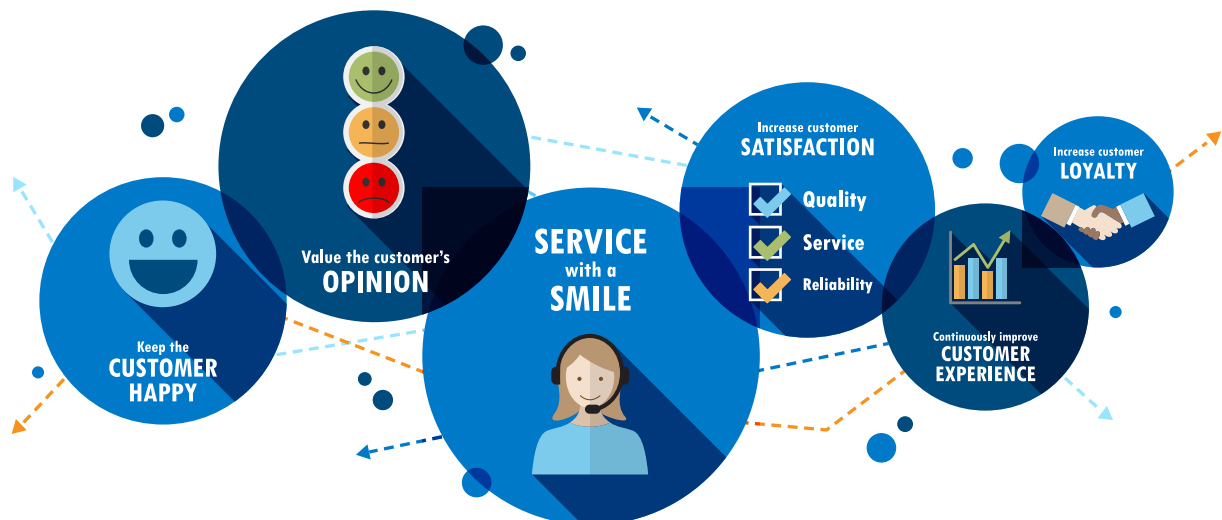 Keep the
CUSTOMER
HAPPY
Value the customer's
OPINION
SERVICE
with a
SMILE
Increase customer
SATISFACTION
Quality
Service
Reliability
Continuously improve
CUSTOMER
EXPERIENCE
Increase customer
LOYALTY